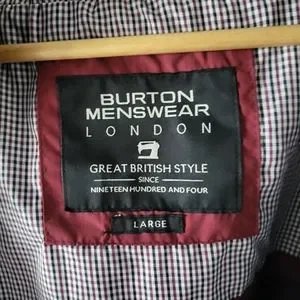 BURTON
MENSWEAR
LONDON
GREAT BRITISH STYLE
SINCE
NINETEEN HUNDRED AND FOUR
LARGE